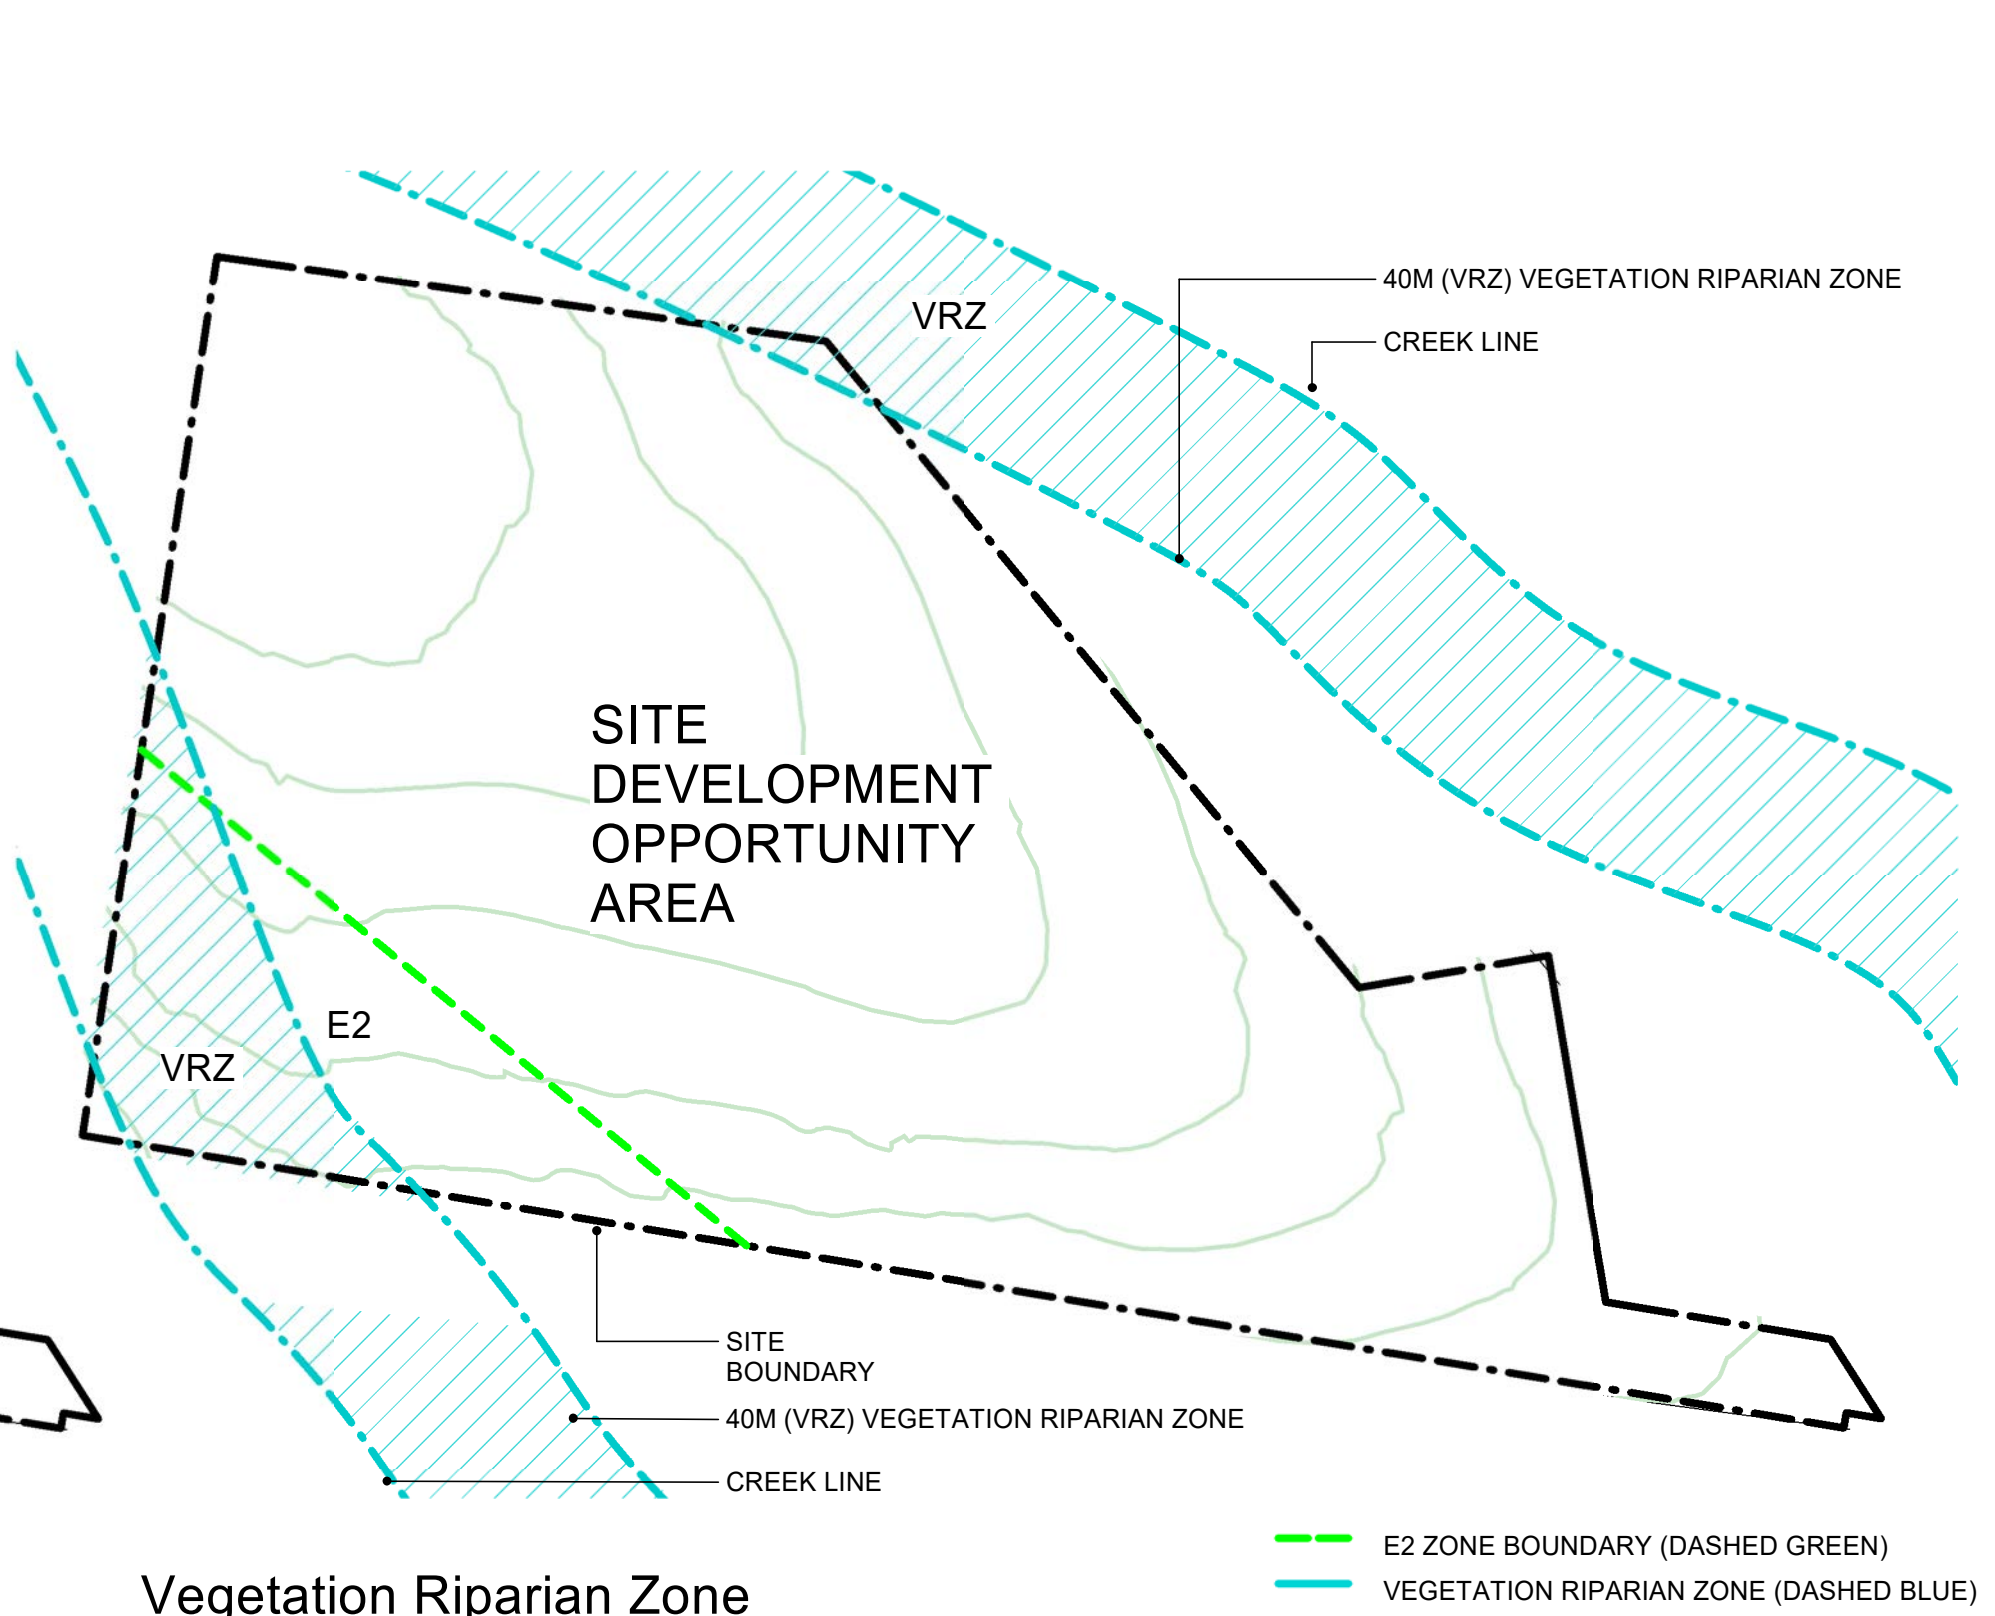 40M (VRZ) VEGETATION RIPARIAN ZONE
VRZ
CREEK LINE
SITE
DEVELOPMENT
OPPORTUNITY
AREA
E2
VRZ
SITE
BOUNDARY
40M (VRZ) VEGETATION RIPARIAN ZONE
CREEK LINE
E2 ZONE BOUNDARY (DASHED GREEN)
VEGETATION RIPARIAN ZONE (DASHED BLUE)
Vegetation Riparian Zone